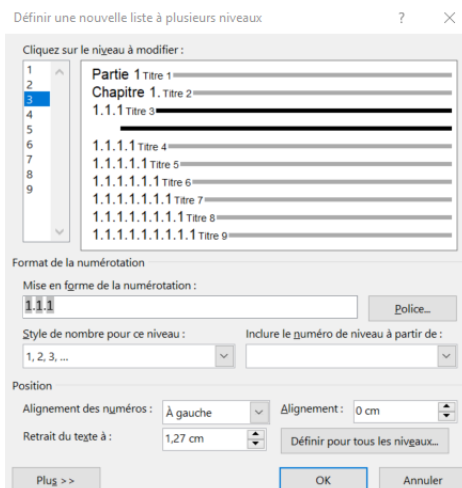 Définir une nouvelle liste à plusieurs niveaux ? ×
Cliquez sur le niveau à modifier :
1
2
3
4
5
6
7
8
9
Partie 1 Titre 1
Chapitre 1. Titre 2
1.1.1 Titre 3
1.1.1.1 Titre 4
1.1.1.1.1 Titre 5
1.1.1.1.1.1 Titre 6
1.1.1.1.1.1.1 Titre 7
1.1.1.1.1.1.1.1 Titre 8
1.1.1.1.1.1.1.1.1 Titre 9
Format de la numérotation
Mise en forme de la numérotation :
1.1.1
Police...
Style de nombre pour ce niveau : Inclure le numéro de niveau à partir de :
1, 2, 3, ...
Position
Alignement des numéros : À gauche Alignement : 0 cm
Retrait du texte à : 1,27 cm Définir pour tous les niveaux...
Plus >> OK Annuler